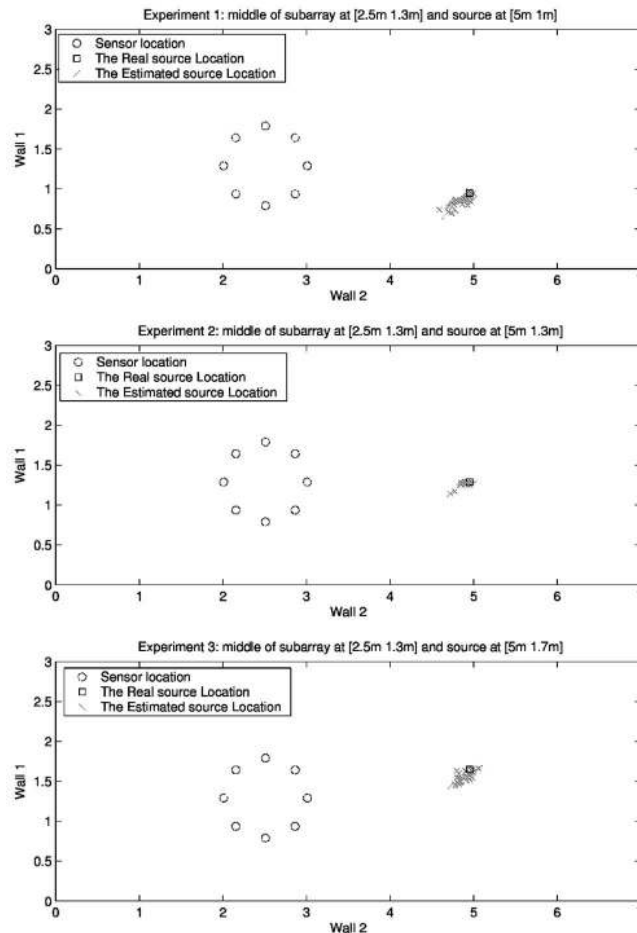 Experiment 1: middle of subarray at [2.5m 1.3m] and source at [5m 1m]
3
2.5
2
1.5
1
0.5
0
Wall 1
Sensor location
The Real source Location
The Estimated source Location
0 1 2 3 4 5 6 7
Wall 2
Experiment 2: middle of subarray at [2.5m 1.3m] and source at [5m 1.3m]
3
2.5
2
1.5
1
0.5
0
Wall 1
Sensor location
The Real source Location
The Estimated source Location
0 1 2 3 4 5 6 7
Wall 2
Experiment 3: middle of subarray at [2.5m 1.3m] and source at [5m 1.7m]
3
2.5
2
1.5
1
0.5
0
Wall 1
Sensor location
The Real source Location
The Estimated source Location
0 1 2 3 4 5 6 7
Wall 2